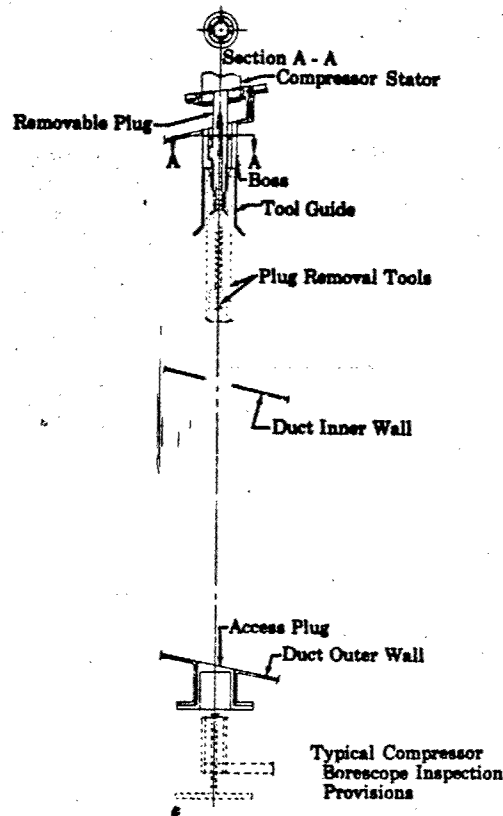 Section A - A
Compressor Stator
Removable Plug
A
A
Boss
Tool Guide
Plug Removal Tools
Duct Inner Wall
Access Plug
Duct Outer Wall
Typical Compressor
Borescope Inspection
Provisions